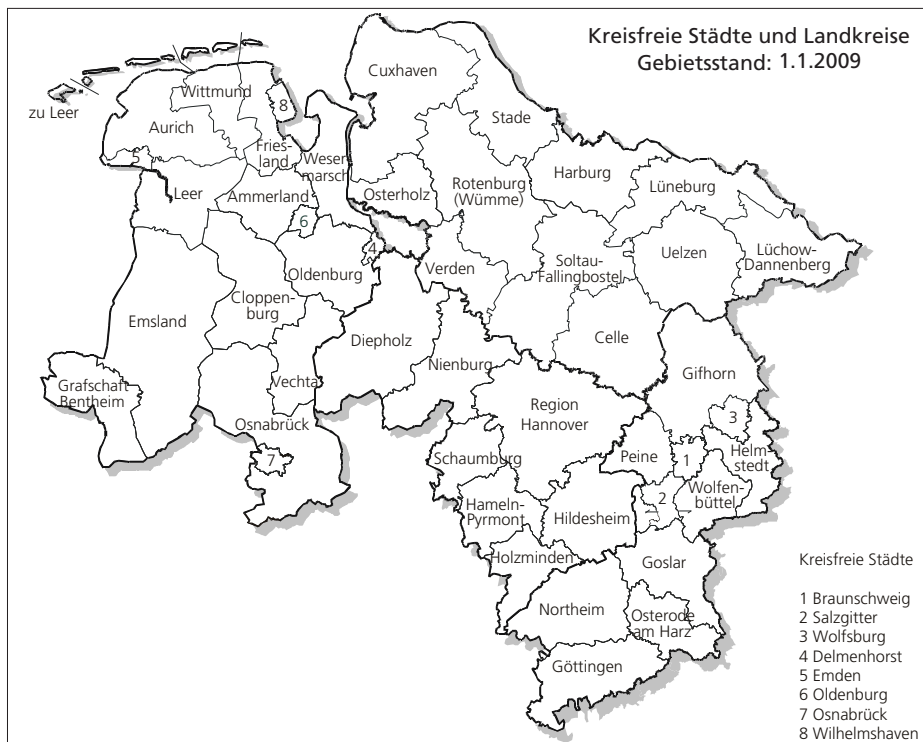 Kreisfreie Städte und Landkreise
Gebietsstand: 1.1.2009
Cuxhaven
Wittmund
zu Leer
8
Stade
Aurich
Fries-
land
Weser-
marsch
5
Harburg
Leer
Ammerland
Osterholz
Rotenburg
(Wümme)
Lüneburg
6
4
Oldenburg
Verden
Soltau-
Fallingbostel
Uelzen
Lüchow-
Dannenberg
Cloppen-
burg
Emsland
Diepholz
Celle
Nienburg
Gifhorn
Grafschaft
Bentheim
Vechta
Region
Hannover
3
Osnabrück
7
Schaumburg
Peine
1
Helm-
stedt
Hameln-
Pyrmont
Hildesheim
2
Wolfen-
büttel
Holzminden
Goslar
Northeim
Osterode
am Harz
Göttingen
Kreisfreie Städte
1 Braunschweig
2 Salzgitter
3 Wolfsburg
4 Delmenhorst
5 Emden
6 Oldenburg
7 Osnabrück
8 Wilhelmshaven